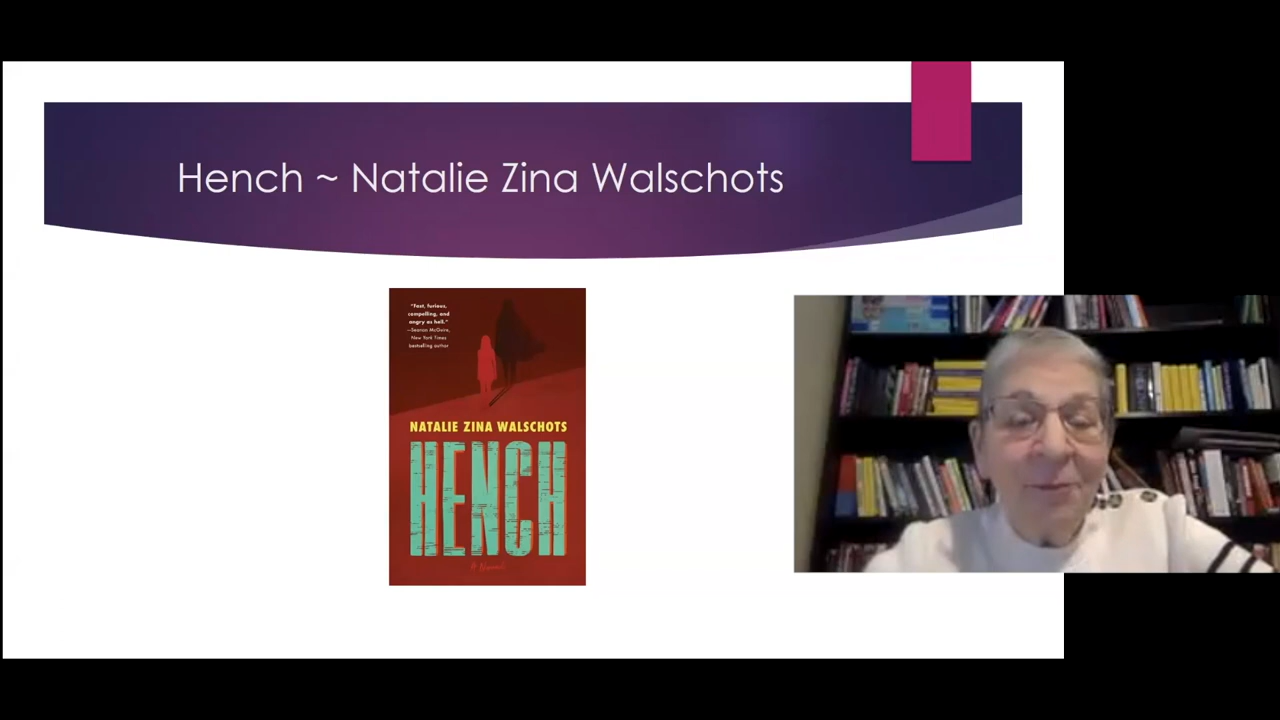 Hench ~ Natalie Zina Walschots
"Fast, furious,
compelling, and
angry as hell."
—Seanan McGuire,
New York Times
bestselling author
NATALIE ZINA WALSCHOTS
HENCH
A Novel